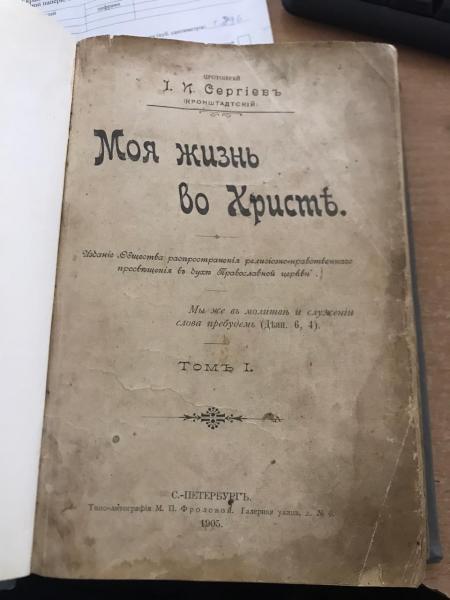 ПРОТОІЕРЕЙ
І. И. Сергіевъ
(КРОНШТАДТСКІЙ)
Моя жизнь
во Христѣ.
Изданіе Общества распространенія религіозно-нравственнаго
просвѣщенія въ духѣ Православной церкви.
Мы же въ молитвѣ и служеніи
слова пребудемъ (Дѣян. 6, 4).
Томъ I.
С.-ПЕТЕРБУРГЪ.
Типо-литографія М. П. Фроловой. Галерная улица, д. № 6.
1905.